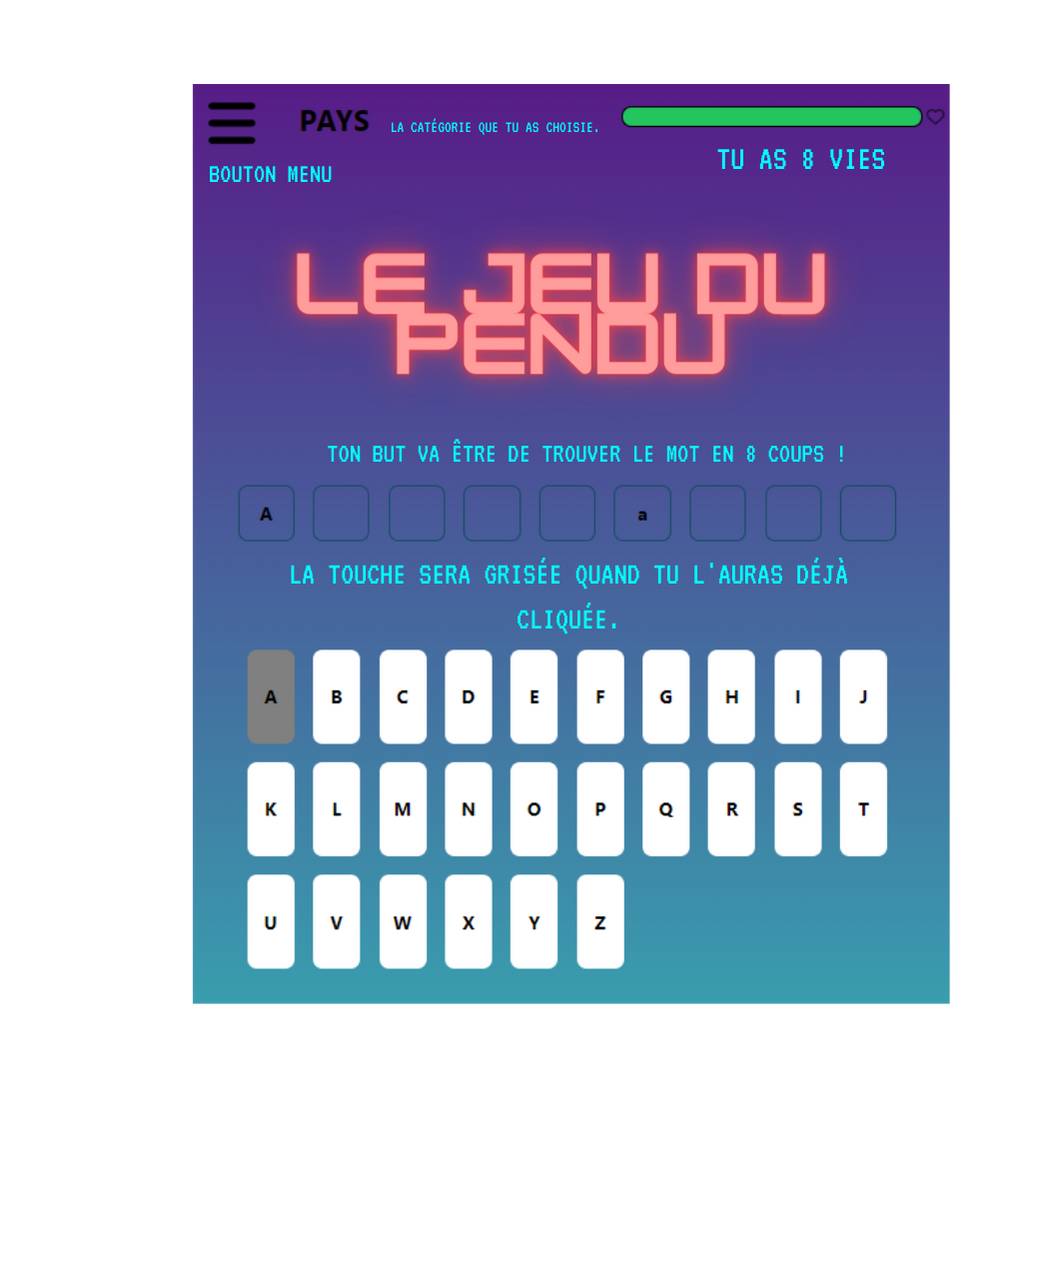 PAYS LA CATÉGORIE QUE TU AS CHOISIE.
TU AS 8 VIES
BOUTON MENU
LE JEU DU
PENDU
TON BUT VA ÊTRE DE TROUVER LE MOT EN 8 COUPS !
A a
LA TOUCHE SERA GRISÉE QUAND TU L'AURAS DÉJÀ
CLIQUÉE.
A B C D E F G H I J
K L M N O P Q R S T
U V W X Y Z